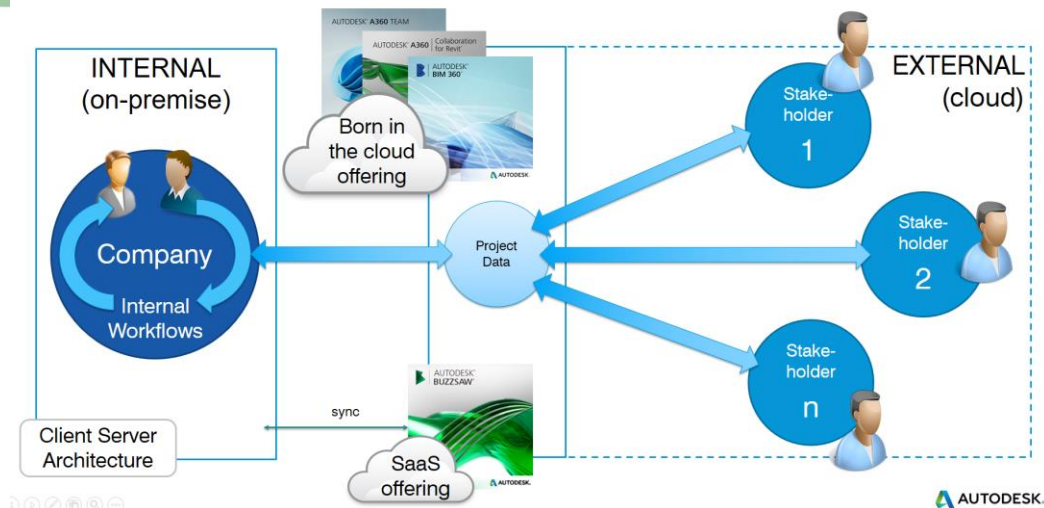 INTERNAL
(on-premise)
AUTODESK® A360 TEAM
AUTODESK® A360 Collaboration
for Revit®
AUTODESK®
BIM 360™
AUTODESK.
Born in
the cloud
offering
EXTERNAL
(cloud)
Stake-
holder
1
Company
Internal
Workflows
Project
Data
Stake-
holder
2
Stake-
holder
n
sync
AUTODESK®
BUZZSAW®
AUTODESK.
SaaS
offering
Client Server
Architecture
AUTODESK.